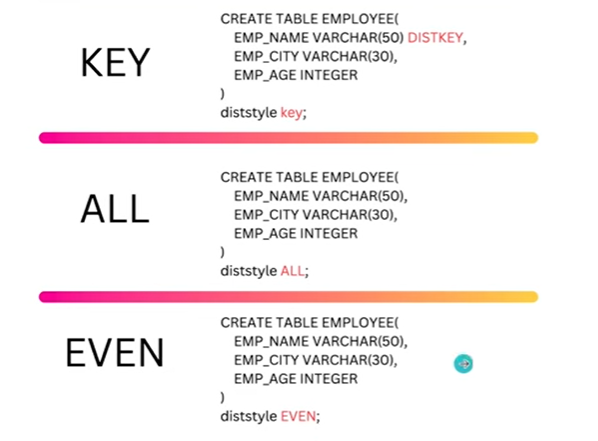 KEY
CREATE TABLE EMPLOYEE(
EMP_NAME VARCHAR(50) DISTKEY,
EMP_CITY VARCHAR(30),
EMP_AGE INTEGER
)
diststyle key;
ALL
CREATE TABLE EMPLOYEE(
EMP_NAME VARCHAR(50),
EMP_CITY VARCHAR(30),
EMP_AGE INTEGER
)
diststyle ALL;
EVEN
CREATE TABLE EMPLOYEE(
EMP_NAME VARCHAR(50),
EMP_CITY VARCHAR(30),
EMP_AGE INTEGER
)
diststyle EVEN;